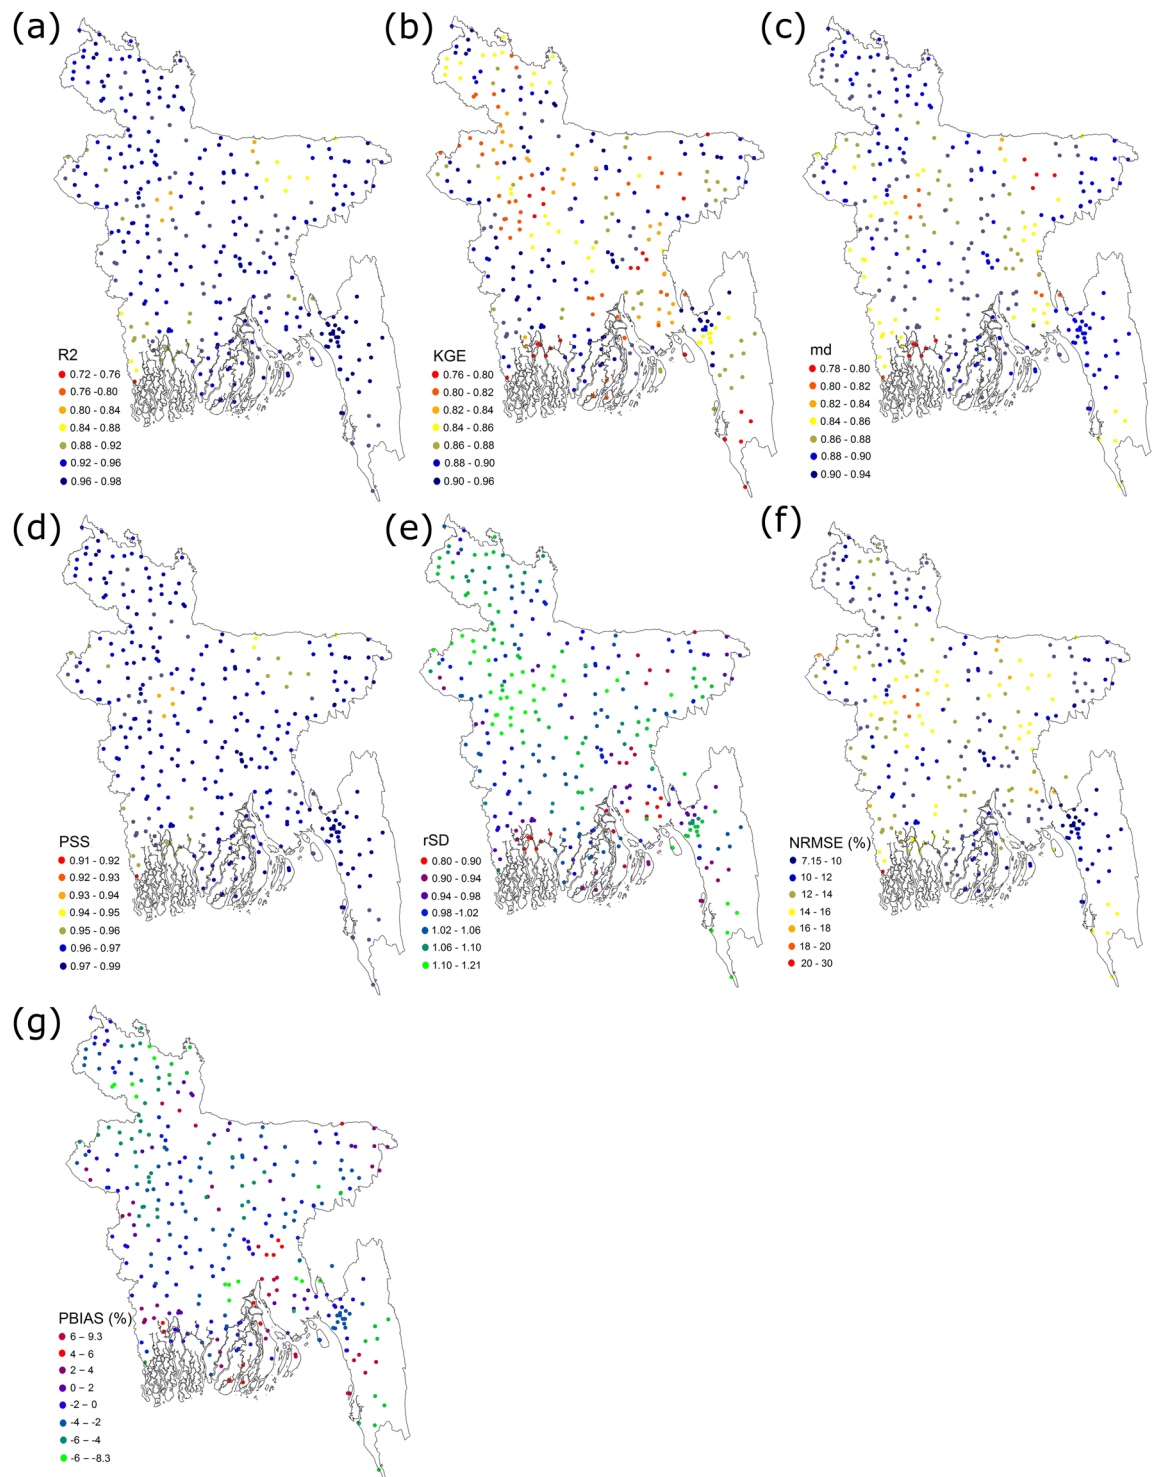 (a)
(b)
(c)
R2
0.72 - 0.76
0.76 -0.80
0.80 - 0.84
0.84 - 0.88
0.88 - 0.92
0.92 - 0.96
0.96 - 0.98
KGE
0.76 - 0.80
0.80 - 0.82
0.82 - 0.84
0.84 - 0.86
0.86 - 0.88
0.88 - 0.90
0.90 - 0.96
md
0.78 - 0.80
0.80 - 0.82
0.82 - 0.84
0.84 - 0.86
0.86 - 0.88
0.88 - 0.90
0.90 - 0.94
(d)
(e)
(f)
PSS
0.91 - 0.92
0.92 - 0.93
0.93 - 0.94
0.94 - 0.95
0.95 - 0.96
0.96 - 0.97
0.97 - 0.99
rSD
0.80 - 0.90
0.90 - 0.94
0.94 - 0.98
0.98 -1.02
1.02 - 1.06
1.06 - 1.10
1.10 - 1.21
NRMSE (%)
7.15 - 10
10 - 12
12 - 14
14 - 16
16 - 18
18 - 20
20 - 30
(g)
PBIAS (%)
6 – 9.3
4 – 6
2 – 4
0 – 2
-2 – 0
-4 – -2
-6 – -4
-6 – -8.3